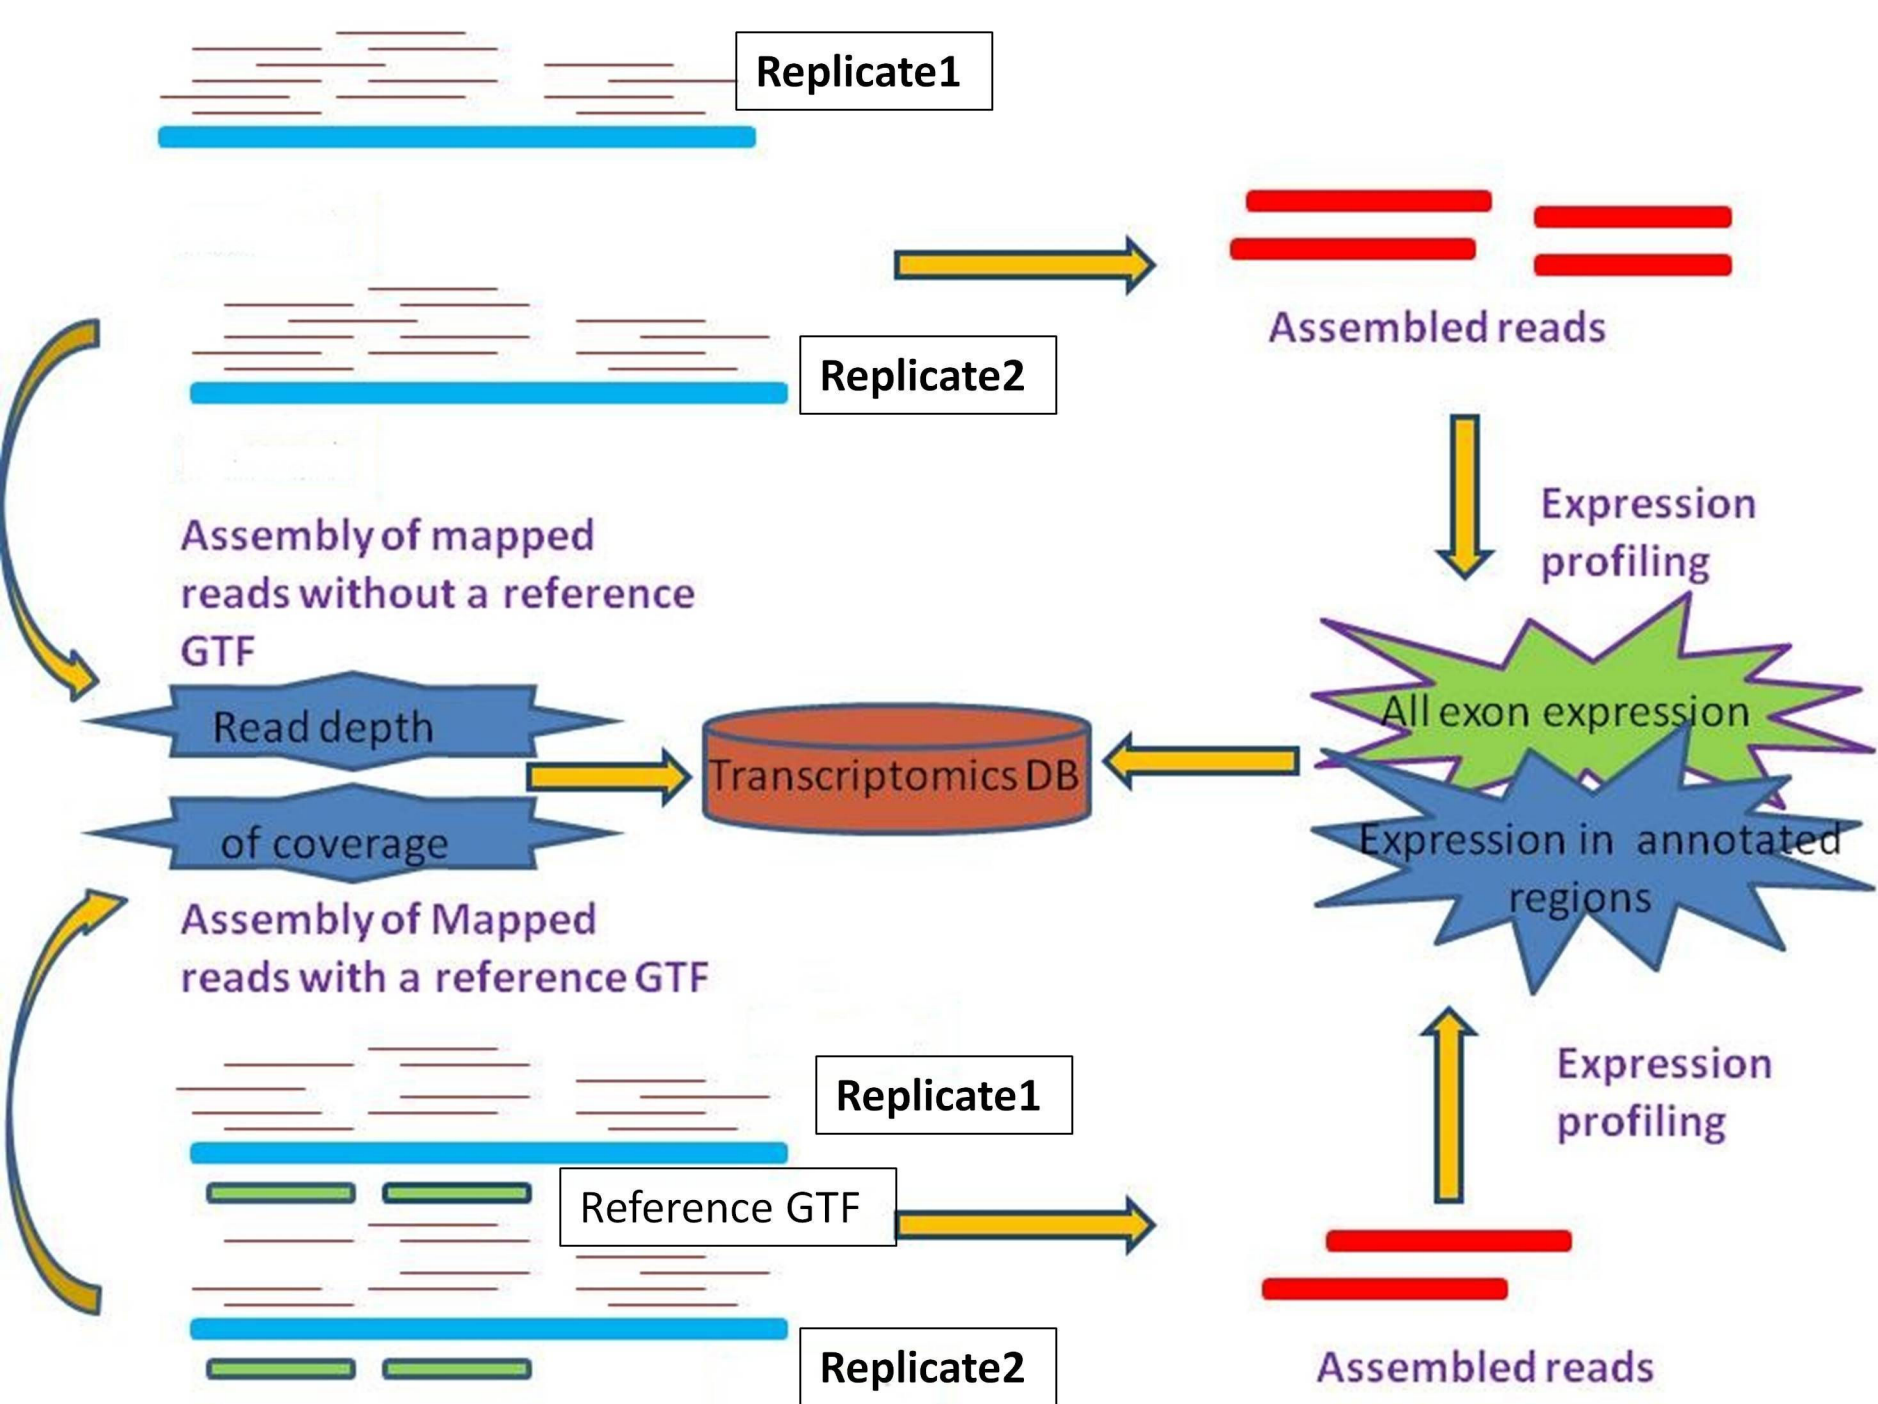 Replicate1
Replicate2
Assembled reads
Expression
profiling
Assembly of mapped
reads without a reference
GTF
Read depth
of coverage
Transcriptomics DB
All exon expression
Expression in annotated
regions
Assembly of Mapped
reads with a reference GTF
Replicate1
Reference GTF
Replicate2
Expression
profiling
Assembled reads